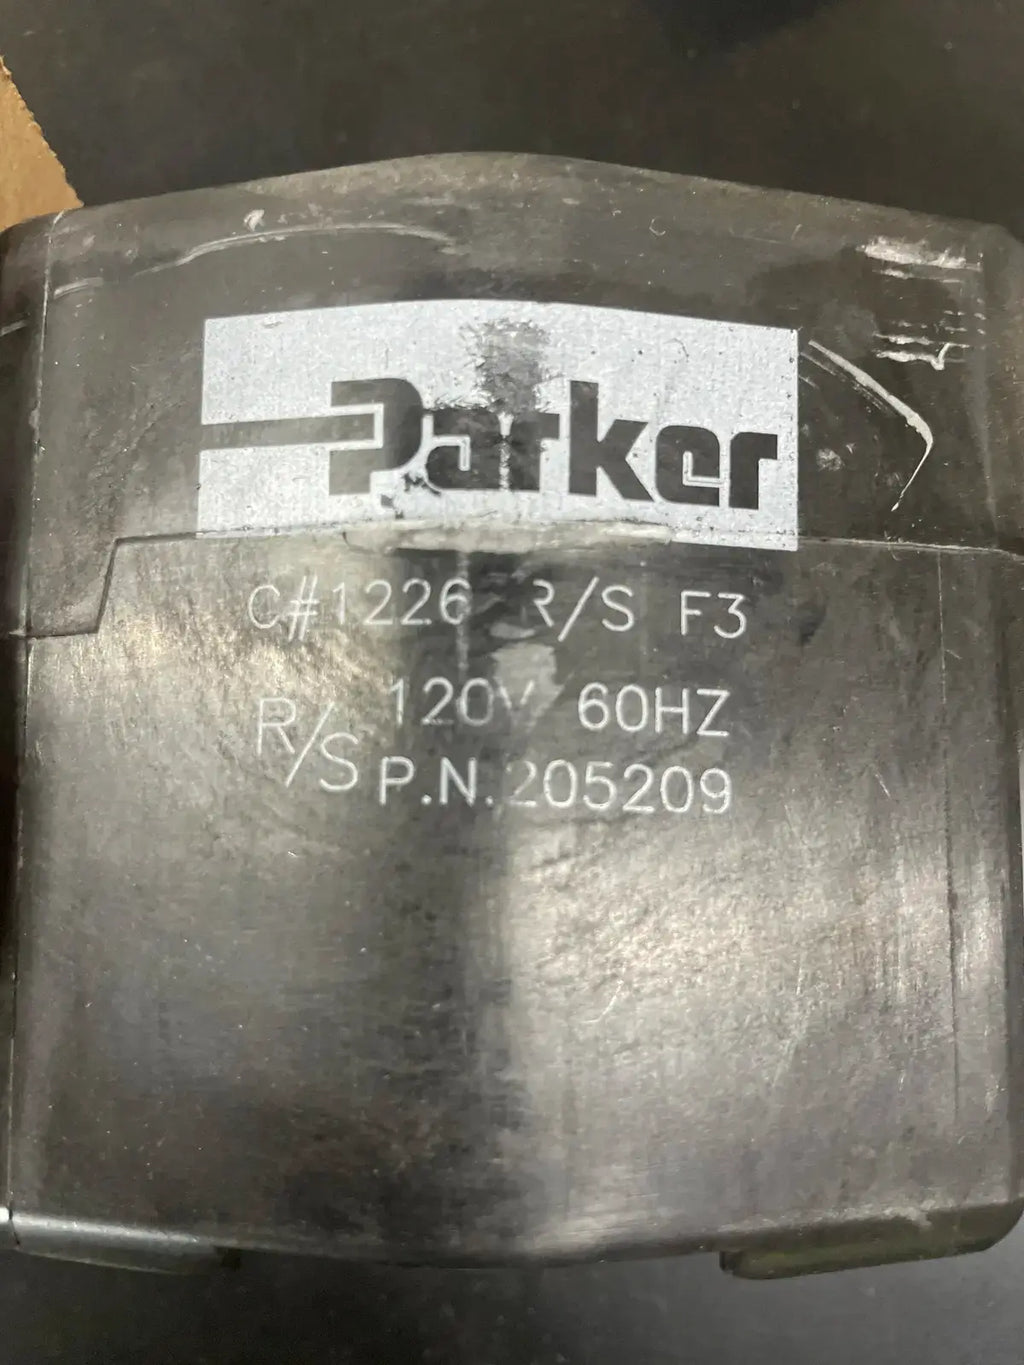 Parker
C#1226 R/S F3
120V 60HZ
R/S P.N.205209